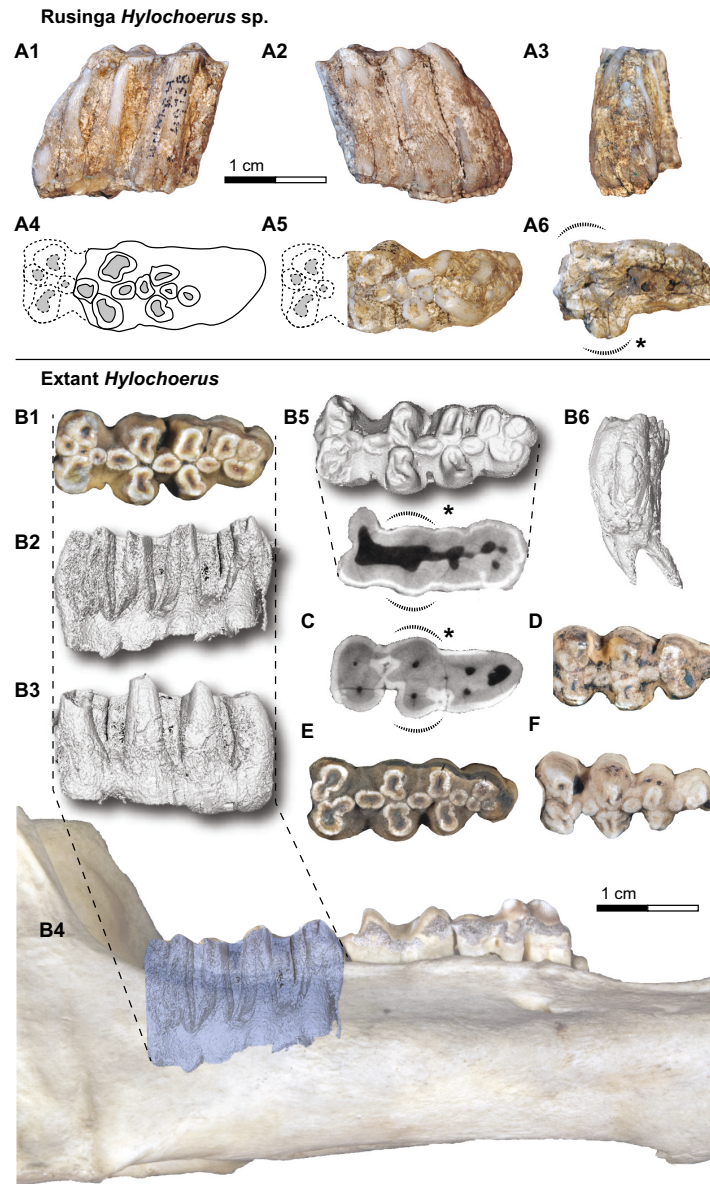 Rusinga Hylochoerus sp.
A1
A2
A3
1 cm
A4
A5
A6
*
Extant Hylochoerus
B1
B5
B6
*
B2
C
*
D
B3
E
F
1 cm
B4